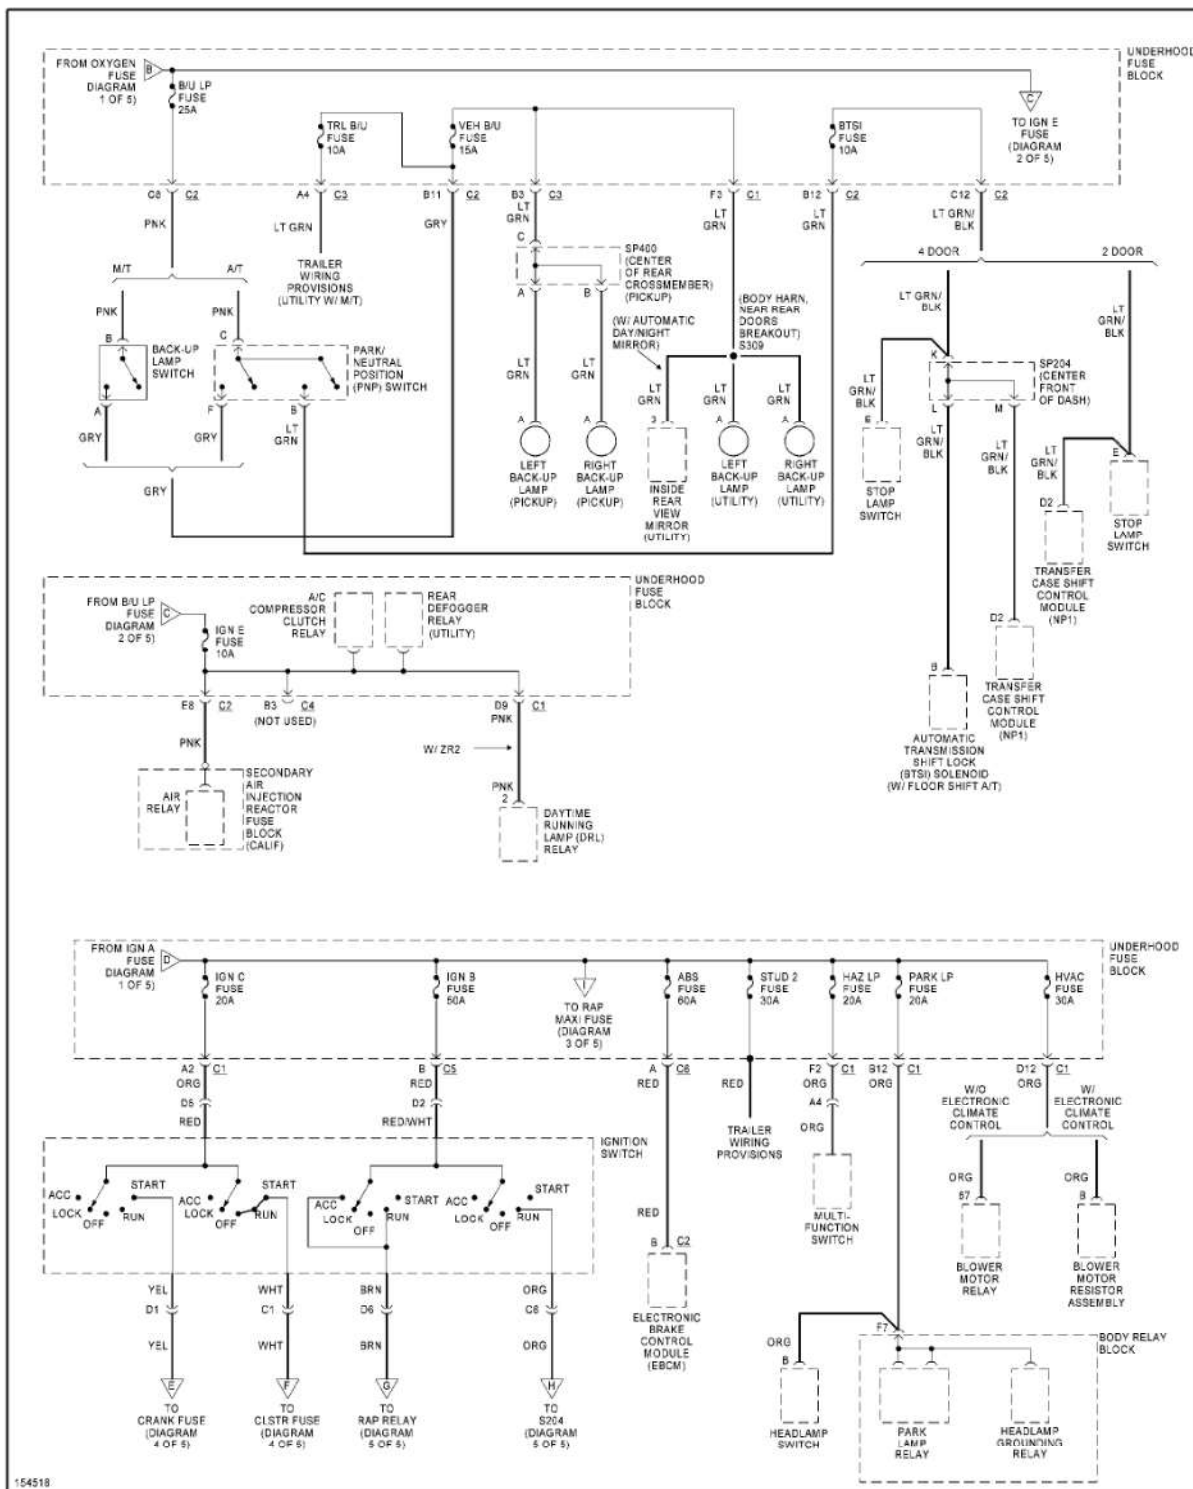 UNDERHOOD
FUSE
BLOCK
FROM OXYGEN
FUSE
DIAGRAM
1 OF 5)
B
B/U LP
FUSE
25A
TRL B/U
FUSE
10A
VEH B/U
FUSE
15A
BTSI
FUSE
10A
C
TO IGN E
FUSE
(DIAGRAM
2 OF 5)
C8 C2
A4 C3
B11 C2
B3 C3
F3 C1
B12 C2
C12 C2
PNK
LT GRN
GRY
LT
GRN
LT
GRN
LT
GRN
LT GRN/
BLK
M/T
A/T
TRAILER
WIRING
PROVISIONS
(UTILITY W/ M/T)
C
SP400
(CENTER
OF REAR
CROSSMEMBER)
(PICKUP)
A
B
4 DOOR
2 DOOR
PNK
PNK
B
BACK-UP
LAMP
SWITCH
A
C
PARK/
NEUTRAL
POSITION
(PNP) SWITCH
F
B
GRY
GRY
LT
GRN
GRY
(W/ AUTOMATIC
DAY/NIGHT
MIRROR)
(BODY HARN,
NEAR REAR
DOORS
BREAKOUT)
S309
LT GRN/
BLK
LT
GRN/
BLK
K
SP204
(CENTER
FRONT
OF DASH)
L
M
LT
GRN
LT
GRN
LT
GRN
LT
GRN
LT
GRN
LT
GRN/
BLK
LT
GRN/
BLK
LT
GRN/
BLK
LT
GRN/
BLK
A
A
3
A
A
E
E
D2
LEFT
BACK-UP
LAMP
(PICKUP)
RIGHT
BACK-UP
LAMP
(PICKUP)
INSIDE
REAR
VIEW
MIRROR
(UTILITY)
LEFT
BACK-UP
LAMP
(UTILITY)
RIGHT
BACK-UP
LAMP
(UTILITY)
STOP
LAMP
SWITCH
STOP
LAMP
SWITCH
TRANSFER
CASE SHIFT
CONTROL
MODULE
(NP1)
D2
TRANSFER
CASE SHIFT
CONTROL
MODULE
(NP1)
B
AUTOMATIC
TRANSMISSION
SHIFT LOCK
(BTSI) SOLENOID
(W/ FLOOR SHIFT A/T)
UNDERHOOD
FUSE
BLOCK
FROM B/U LP
FUSE
DIAGRAM
2 OF 5)
C
IGN E
FUSE
10A
A/C
COMPRESSOR
CLUTCH
RELAY
REAR
DEFOGGER
RELAY
(UTILITY)
E8 C2
B3 C4
(NOT USED)
D9 C1
PNK
PNK
W/ ZR2
PNK
2
SECONDARY
AIR
INJECTION
REACTOR
FUSE
BLOCK
(CALIF)
AIR
RELAY
DAYTIME
RUNNING
LAMP (DRL)
RELAY
UNDERHOOD
FUSE
BLOCK
FROM IGN A
FUSE
DIAGRAM
1 OF 5)
D
IGN C
FUSE
20A
IGN B
FUSE
50A
I
TO RAP
MAXI FUSE
(DIAGRAM
3 OF 5)
ABS
FUSE
60A
STUD 2
FUSE
30A
HAZ LP
FUSE
20A
PARK LP
FUSE
20A
HVAC
FUSE
30A
A2 C1
B C5
A C6
F2 C1
B12 C1
D12 C1
ORG
RED
RED
RED
ORG
ORG
ORG
D5
D2
A4
RED
RED/WHT
ORG
TRAILER
WIRING
PROVISIONS
W/O
ELECTRONIC
CLIMATE
CONTROL
W/
ELECTRONIC
CLIMATE
CONTROL
IGNITION
SWITCH
ACC
LOCK
OFF
RUN
START
ACC
LOCK
OFF
RUN
START
ACC
LOCK
OFF
RUN
START
ACC
LOCK
OFF
RUN
START
ORG
ORG
57
B
RED
MULTI-
FUNCTION
SWITCH
BLOWER
MOTOR
RELAY
BLOWER
MOTOR
RESISTOR
ASSEMBLY
B C2
ELECTRONIC
BRAKE
CONTROL
MODULE
(EBCM)
YEL
WHT
BRN
ORG
D1
C1
D6
C6
YEL
WHT
BRN
ORG
E
F
G
H
TO
CRANK FUSE
(DIAGRAM
4 OF 5)
TO
CLSTR FUSE
(DIAGRAM
4 OF 5)
TO
RAP RELAY
(DIAGRAM
5 OF 5)
TO
S204
(DIAGRAM
5 OF 5)
ORG
B
F7
BODY RELAY
BLOCK
HEADLAMP
SWITCH
PARK
LAMP
RELAY
HEADLAMP
GROUNDING
RELAY
154518